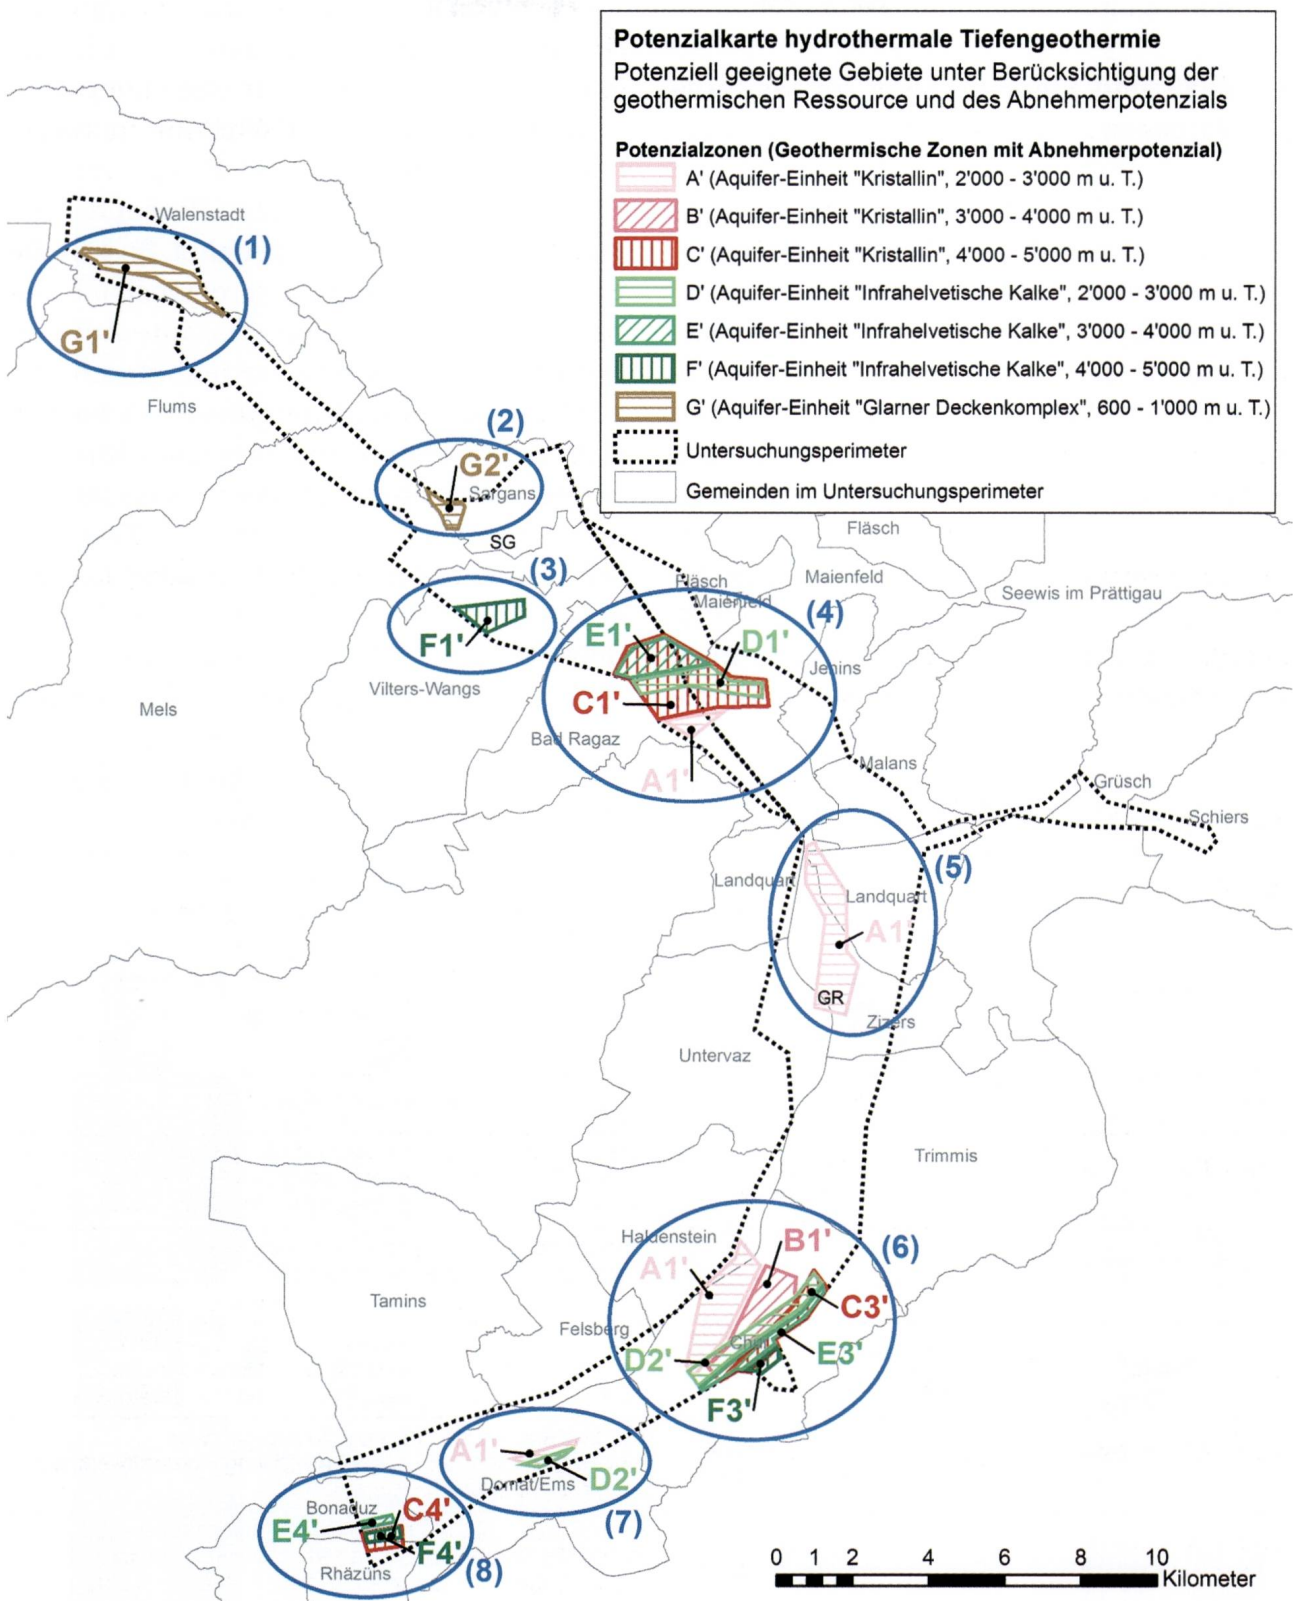 Potenzialkarte hydrothermale Tiefengeothermie
Potenziell geeignete Gebiete unter Berücksichtigung der
geothermischen Ressource und des Abnehmerpotenzials
Potenzialzonen (Geothermische Zonen mit Abnehmerpotenzial)
A' (Aquifer-Einheit "Kristallin", 2'000 - 3'000 m u. T.)
B' (Aquifer-Einheit "Kristallin", 3'000 - 4'000 m u. T.)
C' (Aquifer-Einheit "Kristallin", 4'000 - 5'000 m u. T.)
D' (Aquifer-Einheit "Infrahelvetische Kalke", 2'000 - 3'000 m u. T.)
E' (Aquifer-Einheit "Infrahelvetische Kalke", 3'000 - 4'000 m u. T.)
F' (Aquifer-Einheit "Infrahelvetische Kalke", 4'000 - 5'000 m u. T.)
G' (Aquifer-Einheit "Glarner Deckenkomplex", 600 - 1'000 m u. T.)
Untersuchungsperimeter
Gemeinden im Untersuchungsperimeter
Walenstadt
(1)
G1'
Flums
(2)
G2'
Sargans
SG
Fläsch
(3)
Fläsch
Maienfeld
Seewis im Prättigau
Maienfeld
(4)
F1'
E1'
D1'
Jenins
Vilters-Wangs
Mels
C1'
Bad Ragaz
A1'
Malans
Grüsch
Schiers
(5)
Landquart
Landquart
A1'
GR
Zizers
Untervaz
Trimmis
Haldenstein
B1'
(6)
A1'
Tamins
C3'
Felsberg
Chur
D2'
E3'
F3'
A1'
D2'
Domat/Ems
(7)
Bonaduz
C4'
E4'
F4'
Rhäzüns
(8)
0 1 2 4 6 8 10
Kilometer